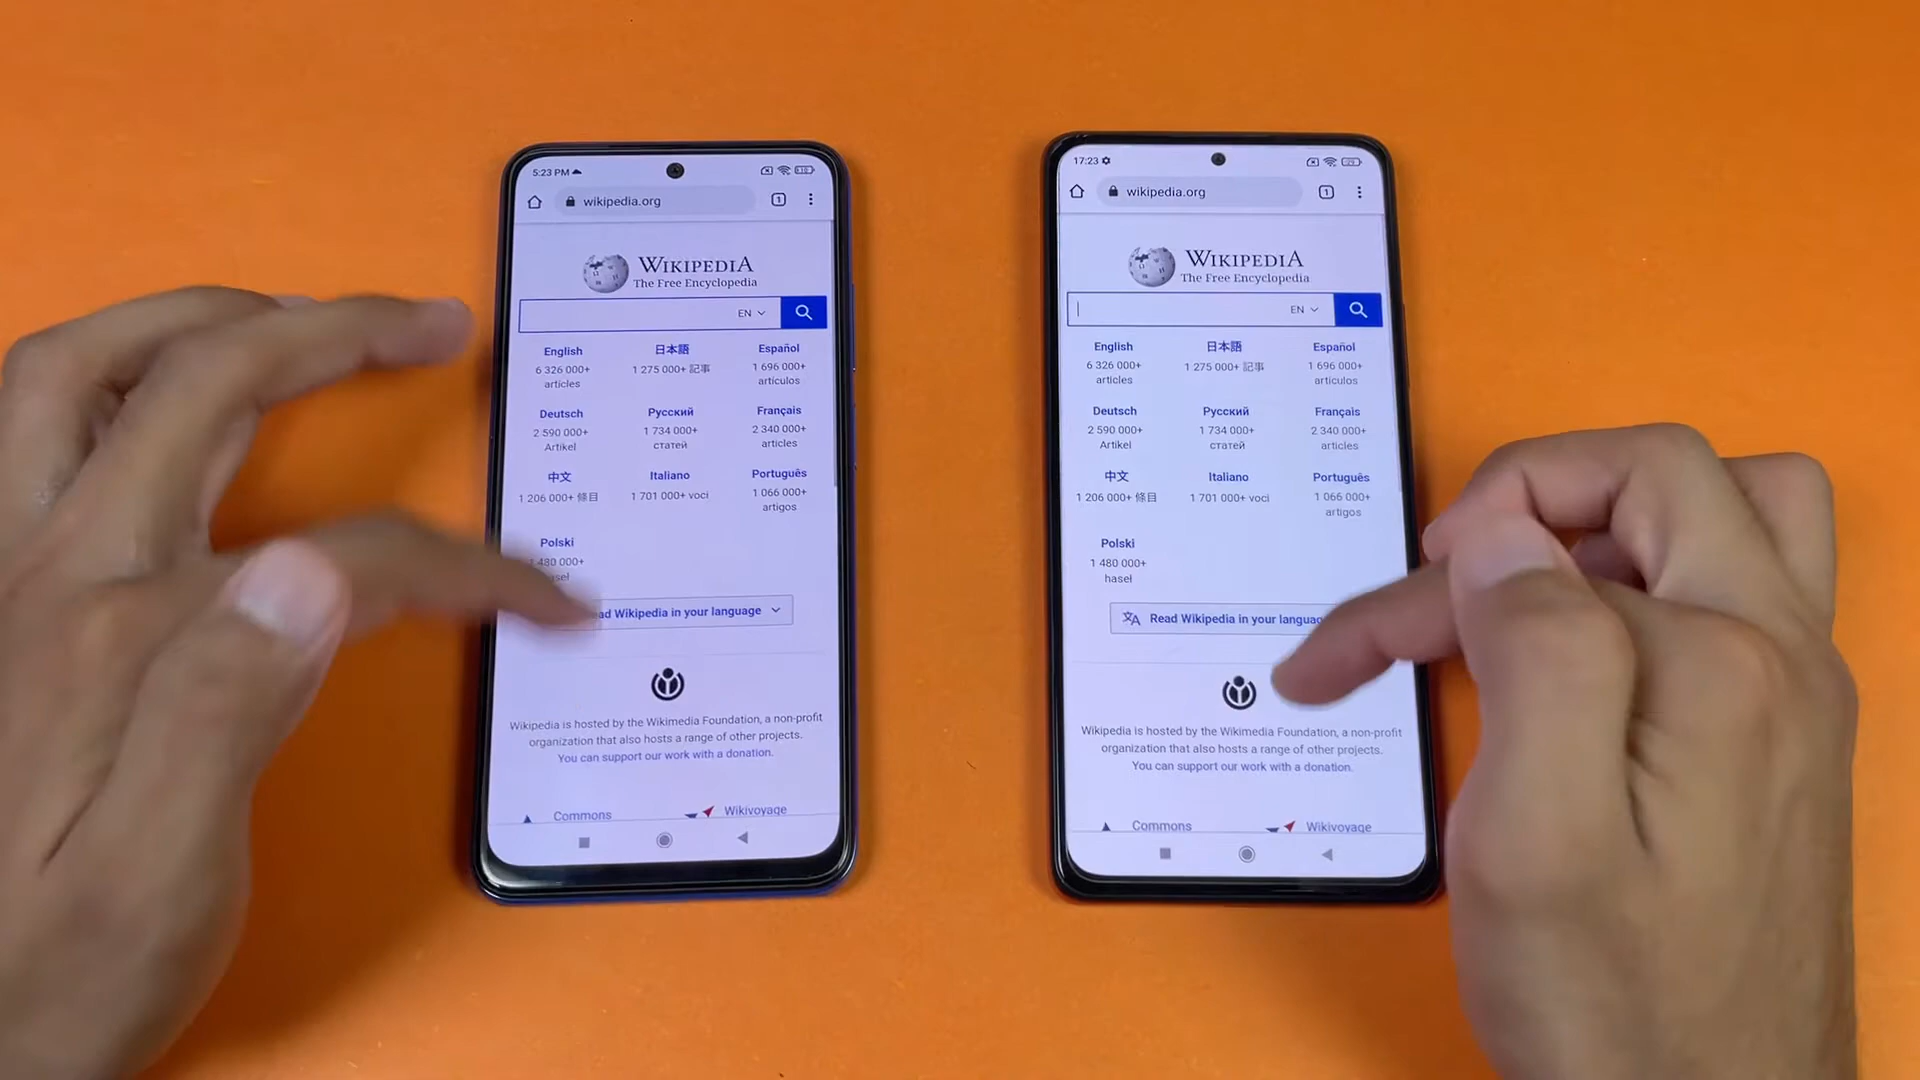 5:23 PM
wikipedia.org
1
WIKIPEDIA
The Free Encyclopedia
EN
English
日本語
Español
6 326 000+
articles
1 275 000+ 記事
1 696 000+
artículos
Deutsch
Русский
Français
2 590 000+
Artikel
1 734 000+
статей
2 340 000+
articles
中文
Italiano
Português
1 206 000+ 條目
1 701 000+ voci
1 066 000+
artigos
Polski
480 000+
Wikipedia in your language
Wikipedia is hosted by the Wikimedia Foundation, a non-profit
organization that also hosts a range of other projects.
You can support our work with a donation.
Commons
Wikivoyage
17:23
wikipedia.org
1
WIKIPEDIA
The Free Encyclopedia
EN
English
日本語
Español
6 326 000+
articles
1 275 000+ 記事
1 696 000+
artículos
Deutsch
Русский
Français
2 590 000+
Artikel
1 734 000+
статей
2 340 000+
articles
中文
Italiano
Português
1 206 000+ 條目
1 701 000+ voci
1 066 000+
artigos
Polski
1 480 000+
haseł
Read Wikipedia in your
Wikipedia is hosted by the Wikimedia Foundation, a non-profit
organization that also hosts a range of other projects.
You can support our work with a donation.
Commons
Wikivoyage